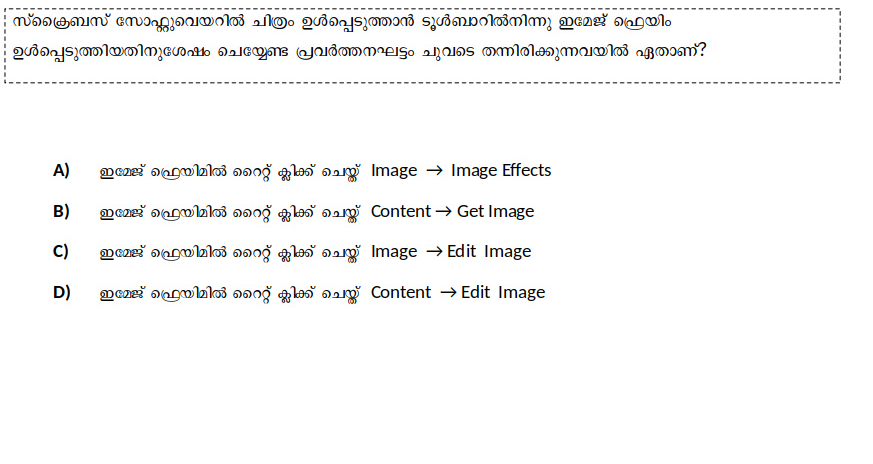 സ്ക്രൈബസ് സോഫ്റ്റുവെയറിൽ ചിത്രം ഉൾപ്പെടുത്താൻ ടൂൾബാറിൽനിന്നു ഇമേജ് ഫ്രെയിം
ഉൾപ്പെടുത്തിയതിനുശേഷം ചെയ്യേണ്ട പ്രവർത്തനഘട്ടം ചുവടെ തന്നിരിക്കുന്നവയിൽ ഏതാണ്?
A) ഇമേജ് ഫ്രെയിമിൽ റൈറ്റ് ക്ലിക്ക് ചെയ്ത് Image → Image Effects
B) ഇമേജ് ഫ്രെയിമിൽ റൈറ്റ് ക്ലിക്ക് ചെയ്ത് Content → Get Image
C) ഇമേജ് ഫ്രെയിമിൽ റൈറ്റ് ക്ലിക്ക് ചെയ്ത് Image → Edit Image
D) ഇമേജ് ഫ്രെയിമിൽ റൈറ്റ് ക്ലിക്ക് ചെയ്ത് Content → Edit Image